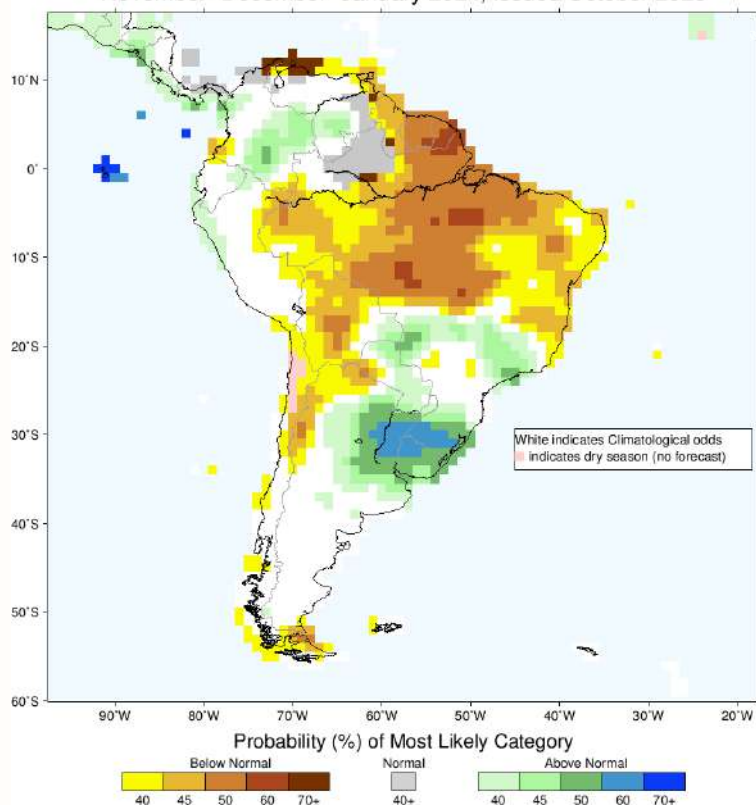 10˚N
0˚
10˚S
20˚S
30˚S
White indicates Climatological odds
indicates dry season (no forecast)
40˚S
50˚S
60˚S
90˚W 80˚W 70˚W 60˚W 50˚W 40˚W 30˚W 20˚W
Probability (%) of Most Likely Category
Below Normal Normal Above Normal
40 45 50 60 70+ 40+ 40 45 50 60 70+